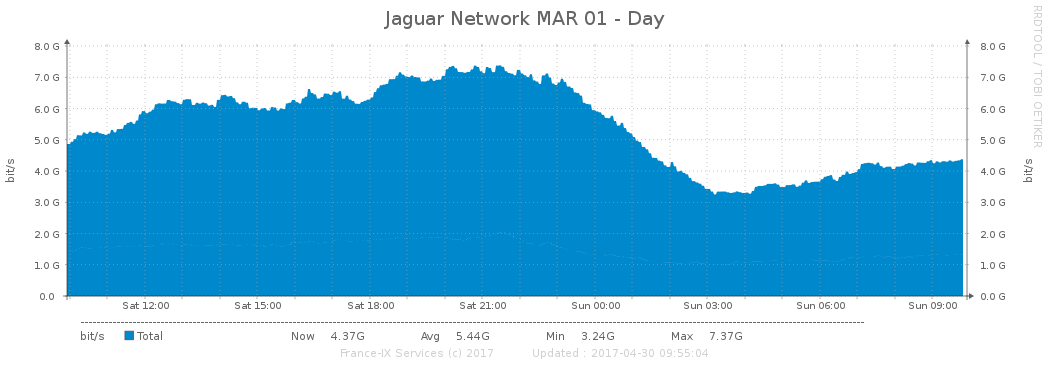 Jaguar Network MAR 01 - Day
RRDTOOL / TOBI OETIKER
8.0 G 8.0 G
7.0 G 7.0 G
6.0 G 6.0 G
5.0 G 5.0 G
4.0 G 4.0 G
3.0 G 3.0 G
2.0 G 2.0 G
1.0 G 1.0 G
0.0 0.0 G
bit/s
bit/s
Sat 12:00 Sat 15:00 Sat 18:00 Sat 21:00 Sun 00:00 Sun 03:00 Sun 06:00 Sun 09:00
bit/s Total Now 4.37G Avg 5.44G Min 3.24G Max 7.37G
France-IX Services (c) 2017 Updated : 2017-04-30 09:55:04